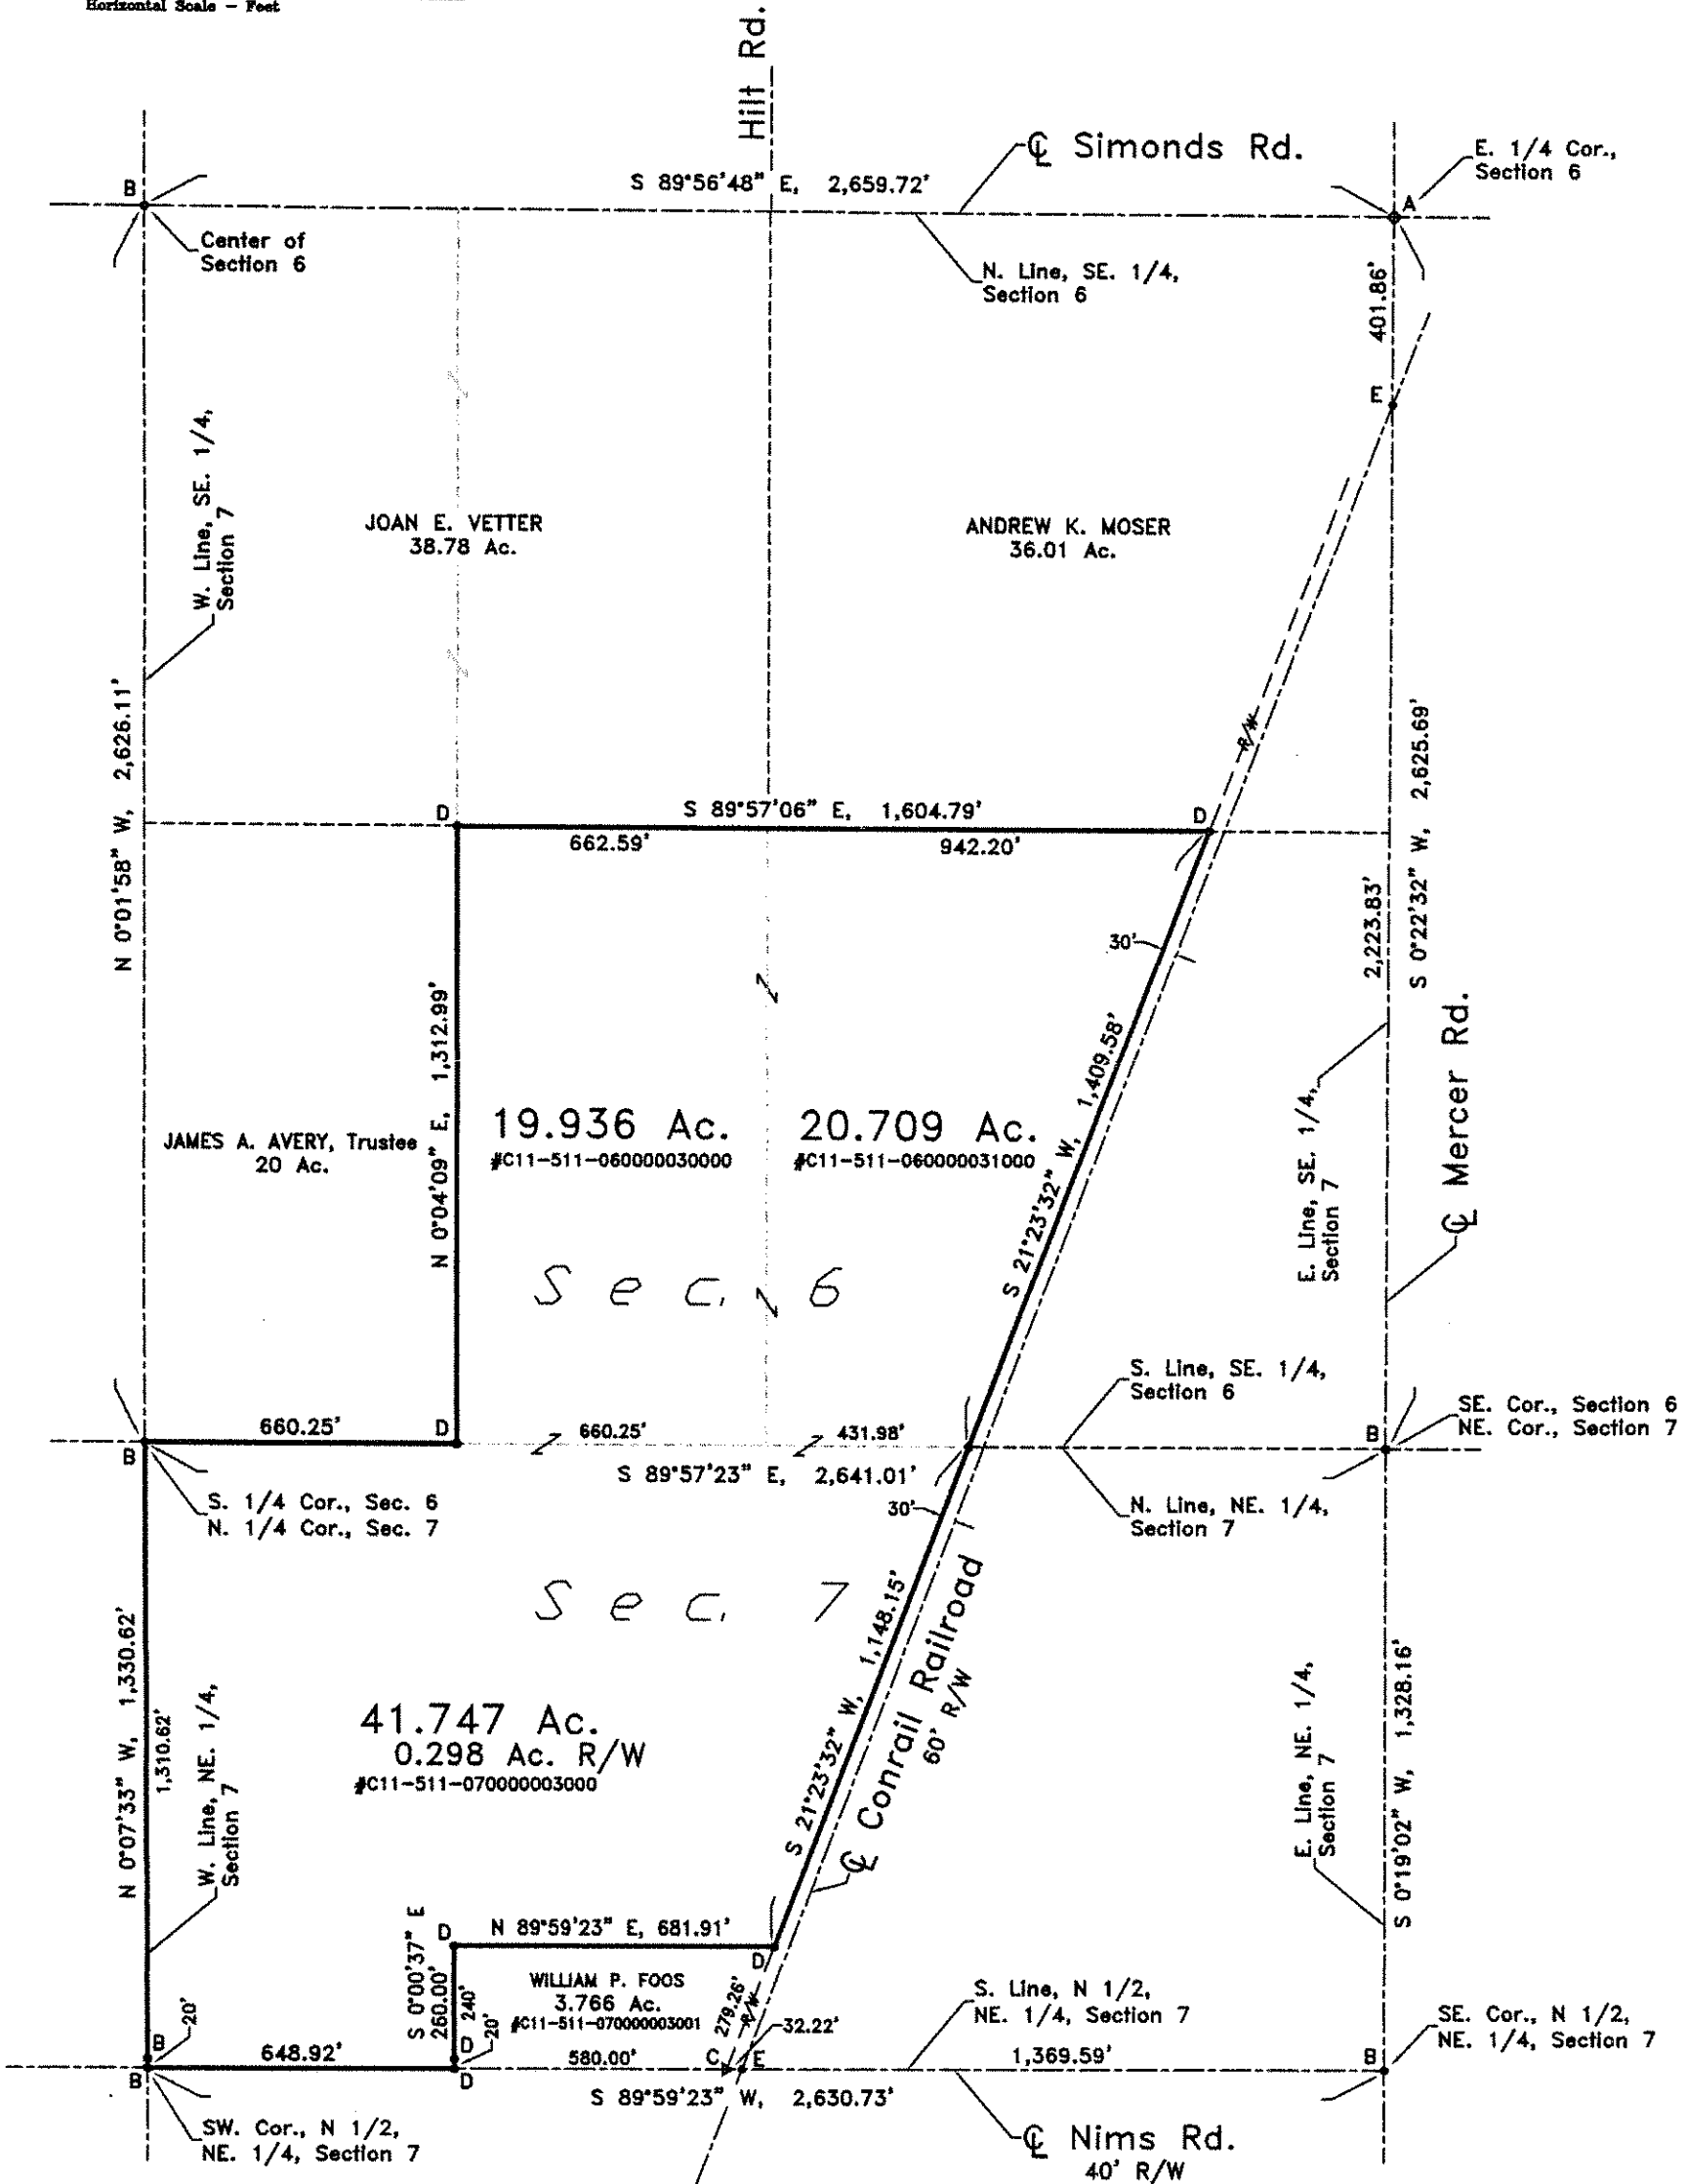 Horizontal Scale - Feet
Hilt Rd.
℄ Simonds Rd.
E. 1/4 Cor.,
Section 6
S 89°56'48" E, 2,659.72'
B
A
Center of
Section 6
N. Line, SE. 1/4,
Section 6
401.86'
E
W. Line, SE. 1/4,
Section 7
JOAN E. VETTER
38.78 Ac.
ANDREW K. MOSER
36.01 Ac.
N 0°01'58" W, 2,626.11'
R/W
S 0°22'32" W, 2,625.69'
D
S 89°57'06" E, 1,604.79'
D
662.59'
942.20'
2,223.83'
30'
N 0°04'09" E, 1,312.99'
1,409.58'
S 21°23'32" W,
℄ Mercer Rd.
E. Line, SE. 1/4,
Section 7
JAMES A. AVERY, Trustee
20 Ac.
19.936 Ac.
#C11-511-060000030000
20.709 Ac.
#C11-511-060000031000
Sec. 6
S. Line, SE. 1/4,
Section 6
SE. Cor., Section 6
NE. Cor., Section 7
660.25'
D
660.25'
431.98'
B
B
S 89°57'23" E, 2,641.01'
S. 1/4 Cor., Sec. 6
N. 1/4 Cor., Sec. 7
30'
N. Line, NE. 1/4,
Section 7
Sec. 7
N 0°07'33" W, 1,330.62'
1,310.62'
W. Line, NE. 1/4,
Section 7
S 21°23'32" W, 1,148.15'
℄ Conrail Railroad
60' R/W
41.747 Ac.
0.298 Ac. R/W
#C11-511-070000003000
E. Line, NE. 1/4,
Section 7
S 0°19'02" W, 1,328.16'
S 0°00'37" E
260.00'
240'
D
N 89°59'23" E, 681.91'
D
WILLIAM P. FOOS
3.766 Ac.
#C11-511-070000003001
279.26'
R/W
32.22'
S. Line, N 1/2,
NE. 1/4, Section 7
SE. Cor., N 1/2,
NE. 1/4, Section 7
20'
20'
B
D
B
648.92'
D
580.00'
C
E
1,369.59'
B
S 89°59'23" W, 2,630.73'
SW. Cor., N 1/2,
NE. 1/4, Section 7
℄ Nims Rd.
40' R/W